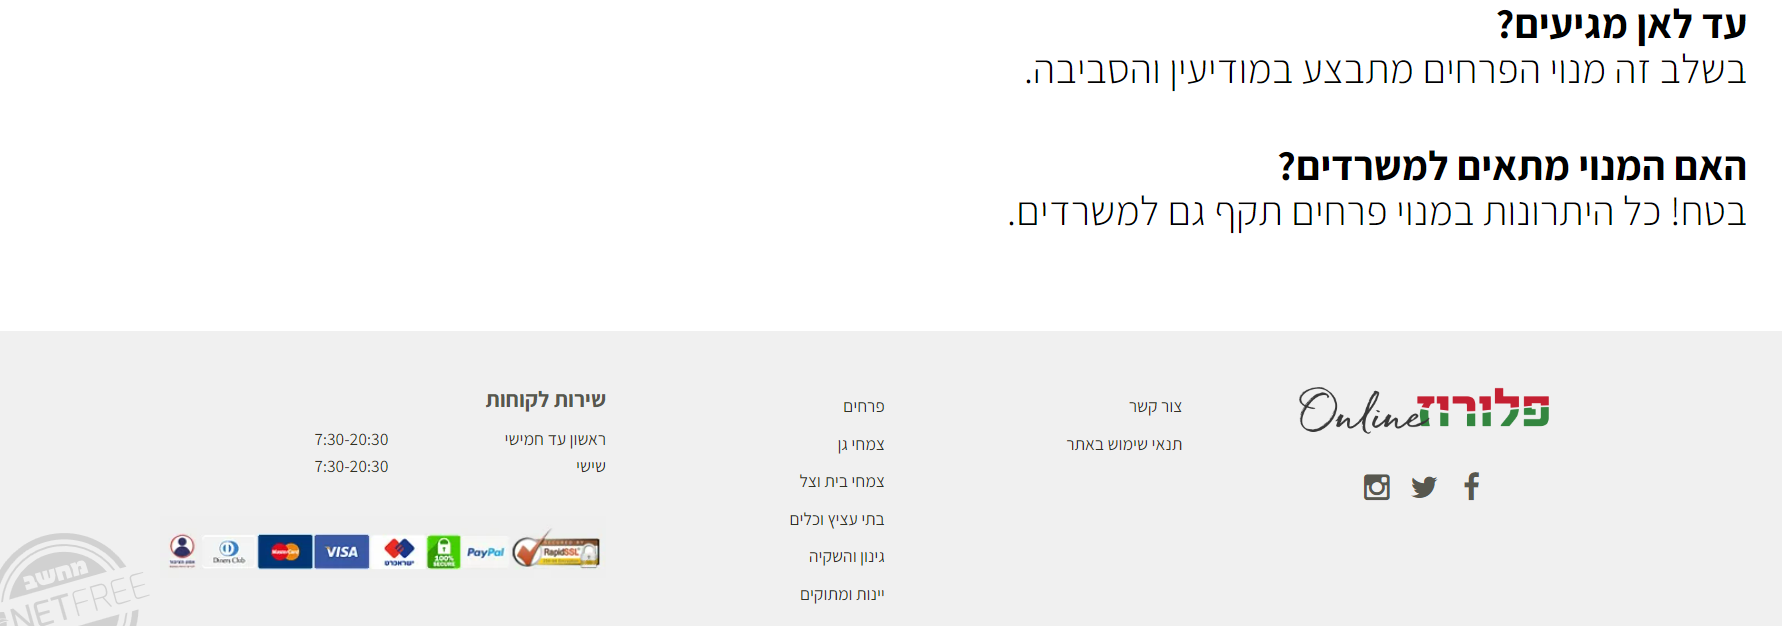 עד לאן מגיעים?
בשלב זה מנוי הפרחים מתבצע במודיעין והסביבה.
האם המנוי מתאים למשרדים?
בטח! כל היתרונות במנוי פרחים תקף גם למשרדים.
פלורוז Online
צור קשר
תנאי שימוש באתר
פרחים
צמחי גן
צמחי בית וצל
בתי עציץ וכלים
גינון והשקיה
יינות ומתוקים
שירות לקוחות
ראשון עד חמישי 7:30-20:30
שישי 7:30-20:30
RapidSSL
PayPal
100% SECURE
ישראכרט
VISA
MasterCard
Diners Club
מחשב
NETFREE